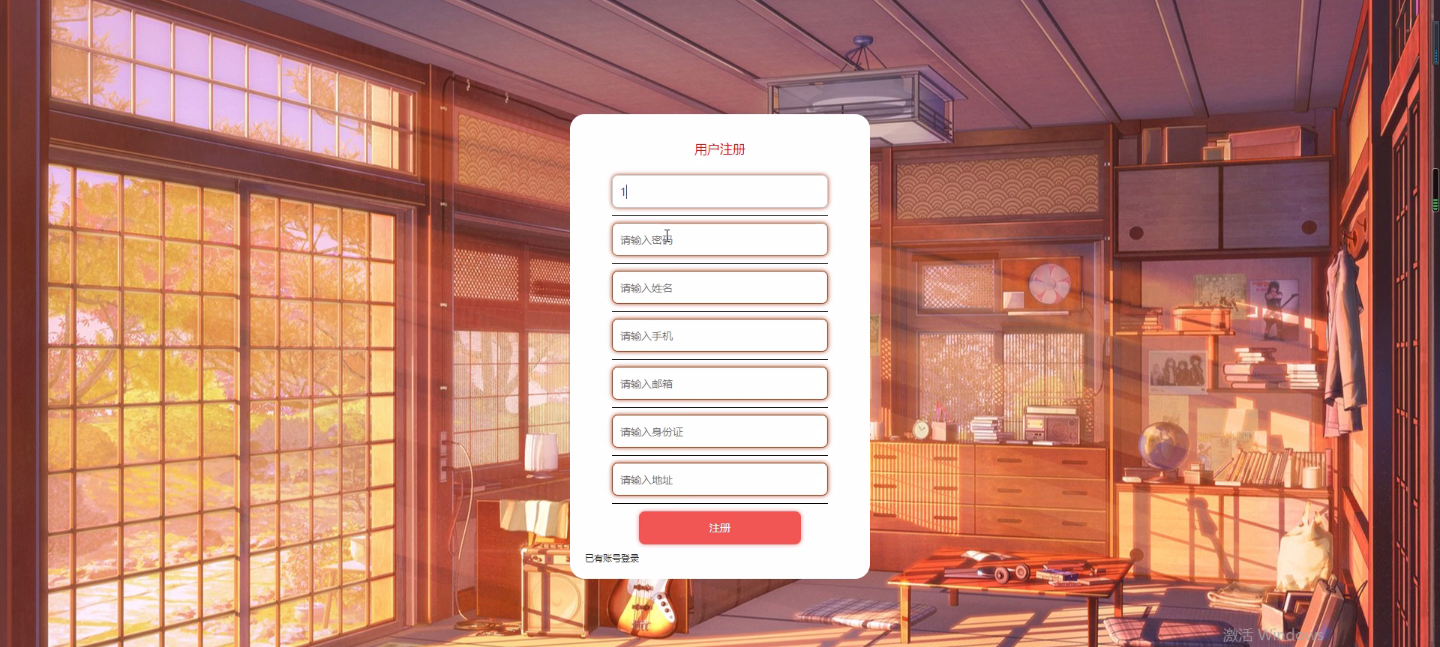 用户注册
1
请输入密码
请输入姓名
请输入手机
请输入邮箱
请输入身份证
请输入地址
注册
已有账号登录
激活 Windows